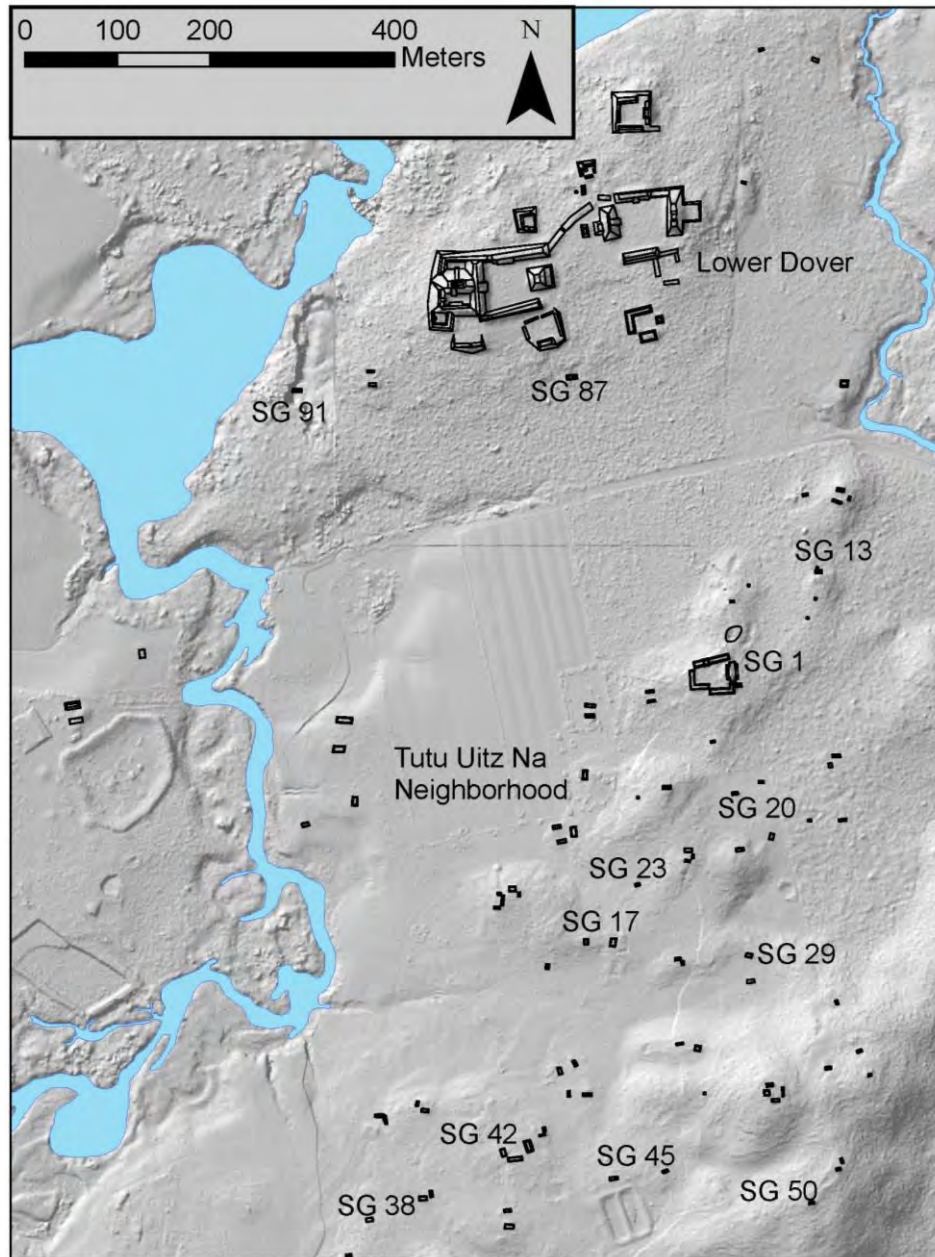 0 100 200 400
Meters
N
Lower Dover
SG 91
SG 87
SG 13
SG 1
Tutu Uitz Na
Neighborhood
SG 20
SG 23
SG 17
SG 29
SG 42
SG 45
SG 38
SG 50